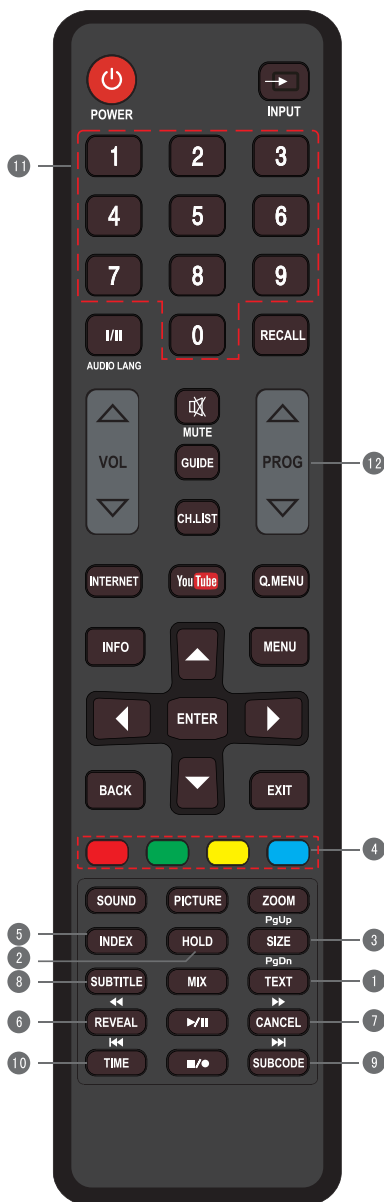 POWER
INPUT
11
1 2 3
4 5 6
7 8 9
I/II 0 RECALL
AUDIO LANG
MUTE
VOL GUIDE PROG
12
CH.LIST
INTERNET YouTube Q.MENU
INFO MENU
ENTER
BACK EXIT
4
SOUND PICTURE ZOOM
PgUp
5 INDEX HOLD SIZE 3
2
PgDn
8 SUBTITLE MIX TEXT 1
6 REVEAL CANCEL 7
10 TIME SUBCODE 9